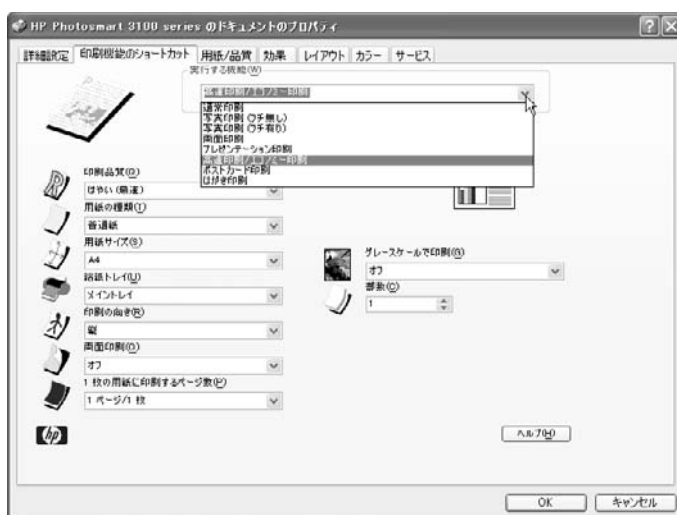 HP Photosmart 3100 series のドキュメントのプロパティ
詳細設定 印刷機能のショートカット 用紙/品質 効果 レイアウト カラー サービス
実行する機能(W)
高速印刷/エコノミー印刷
通常印刷
写真印刷 (フチ無し)
写真印刷 (フチ有り)
両面印刷
プレゼンテーション印刷
高速印刷/エコノミー印刷
ポストカード印刷
はがき印刷
印刷品質(Q)
はやい (最速)
用紙の種類(T)
普通紙
用紙サイズ(S)
A4
給紙トレイ(U)
メイントレイ
印刷の向き(R)
縦
両面印刷(D)
オフ
1 枚の用紙に印刷するページ数(P)
1 ページ/1 枚
グレースケールで印刷(G)
オフ
部数(C)
1
hp
ヘルプ(H)
OK キャンセル